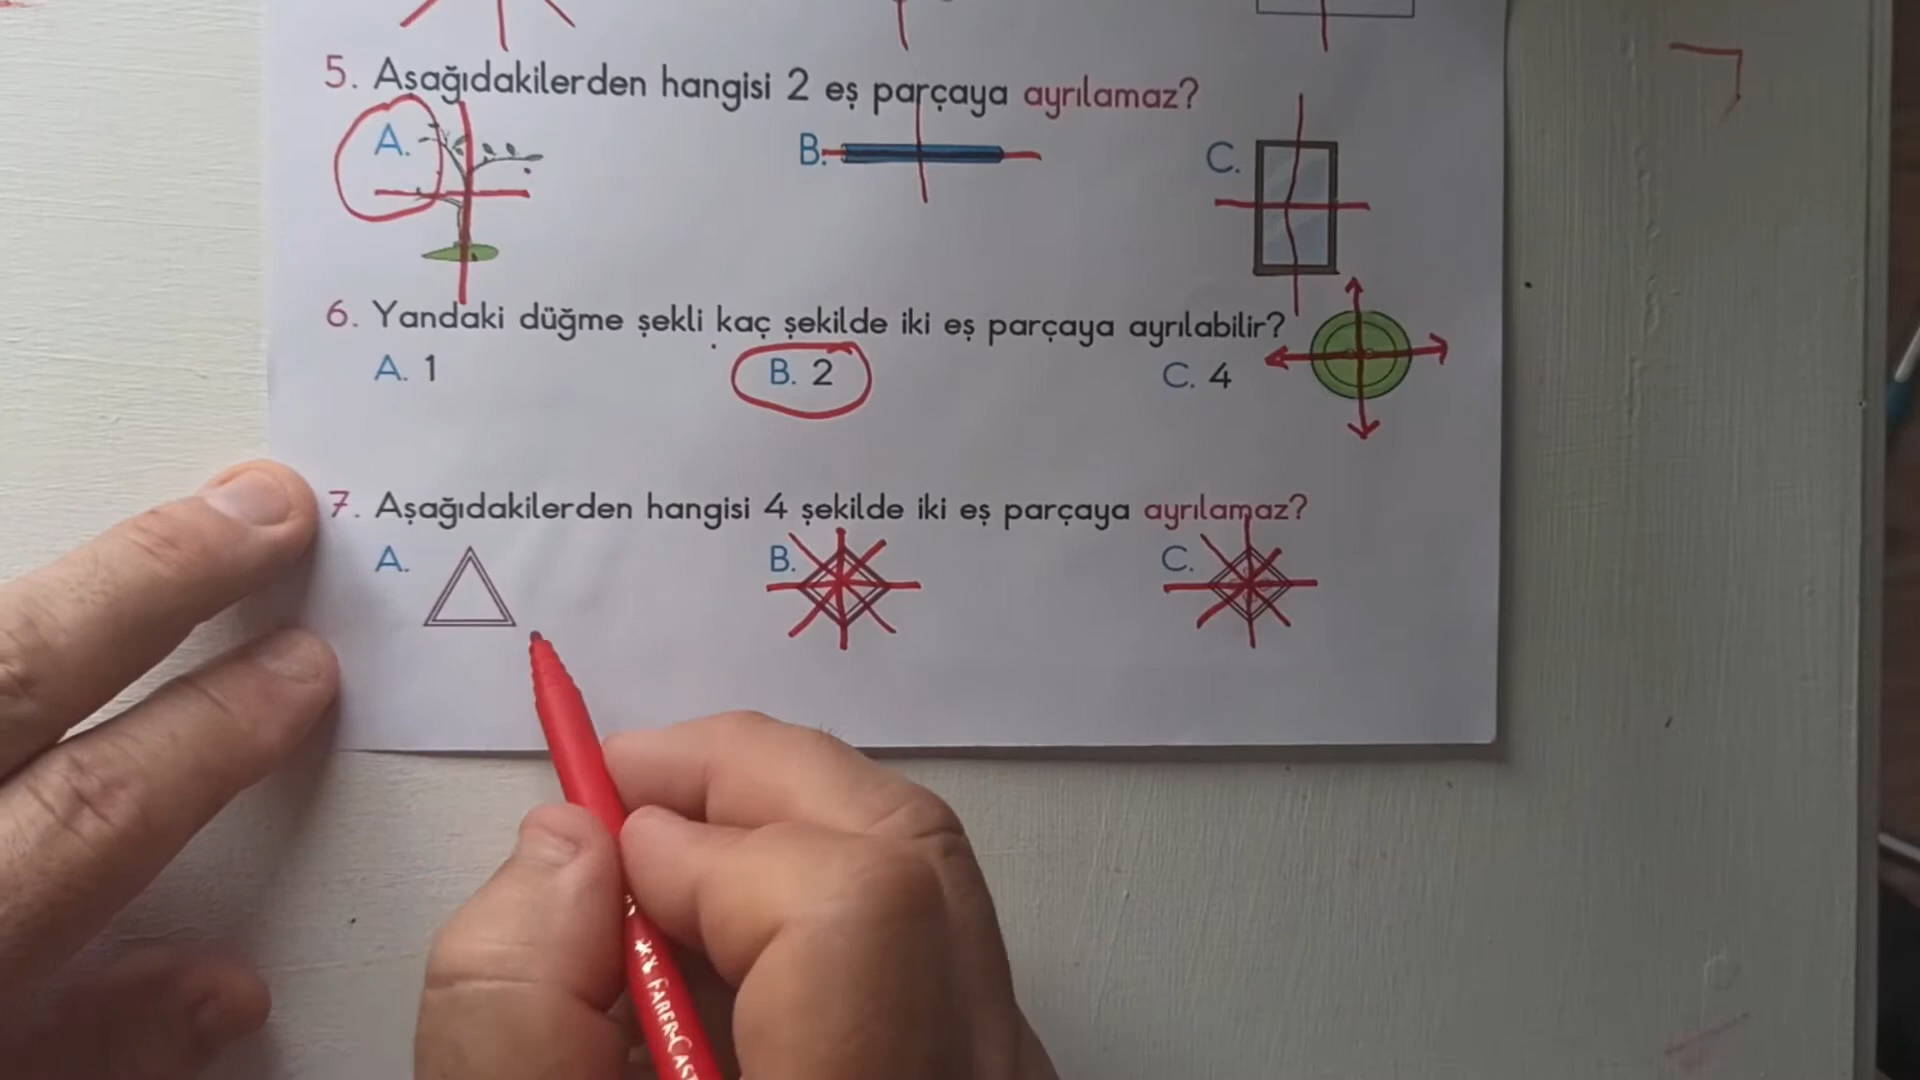 5. Aşağıdakilerden hangisi 2 eş parçaya ayrılamaz?
A. B. C.
6. Yandaki düğme şekli kaç şekilde iki eş parçaya ayrılabilir?
A. 1 B. 2 C. 4
7. Aşağıdakilerden hangisi 4 şekilde iki eş parçaya ayrılamaz?
A. B. C.
FABER-CAST